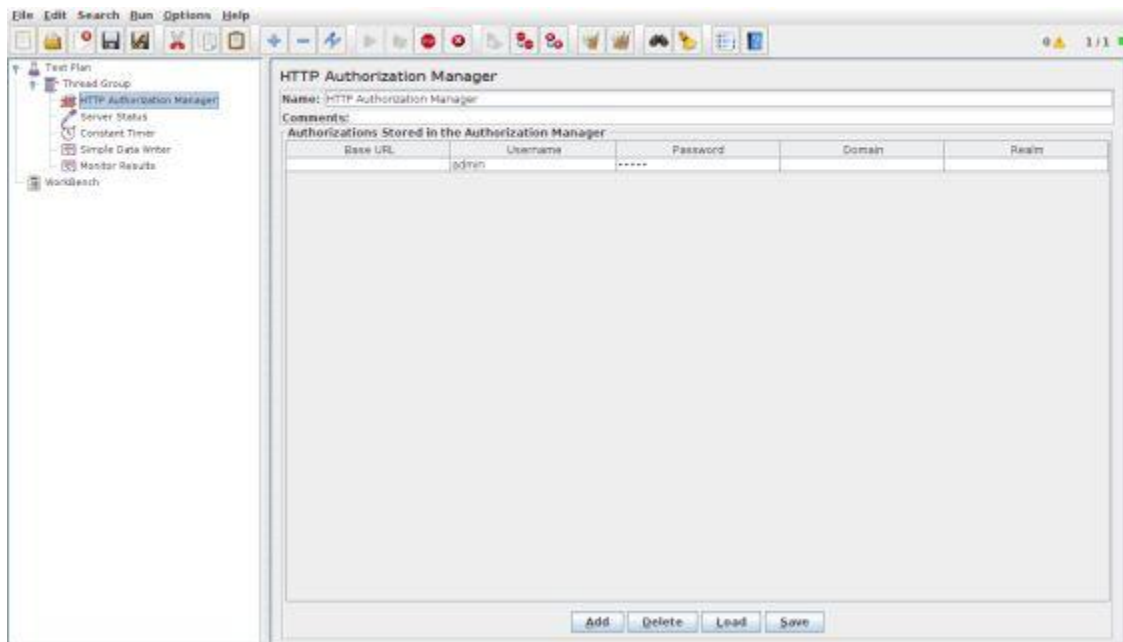 File Edit Search Run Options Help
0 1/1
Test Plan
Thread Group
HTTP Authorization Manager
Server Status
Constant Timer
Simple Data Writer
Monitor Results
WorkBench
HTTP Authorization Manager
Name: HTTP Authorization Manager
Comments:
Authorizations Stored in the Authorization Manager
Base URL Username Password Domain Realm
admin -----
Add Delete Load Save